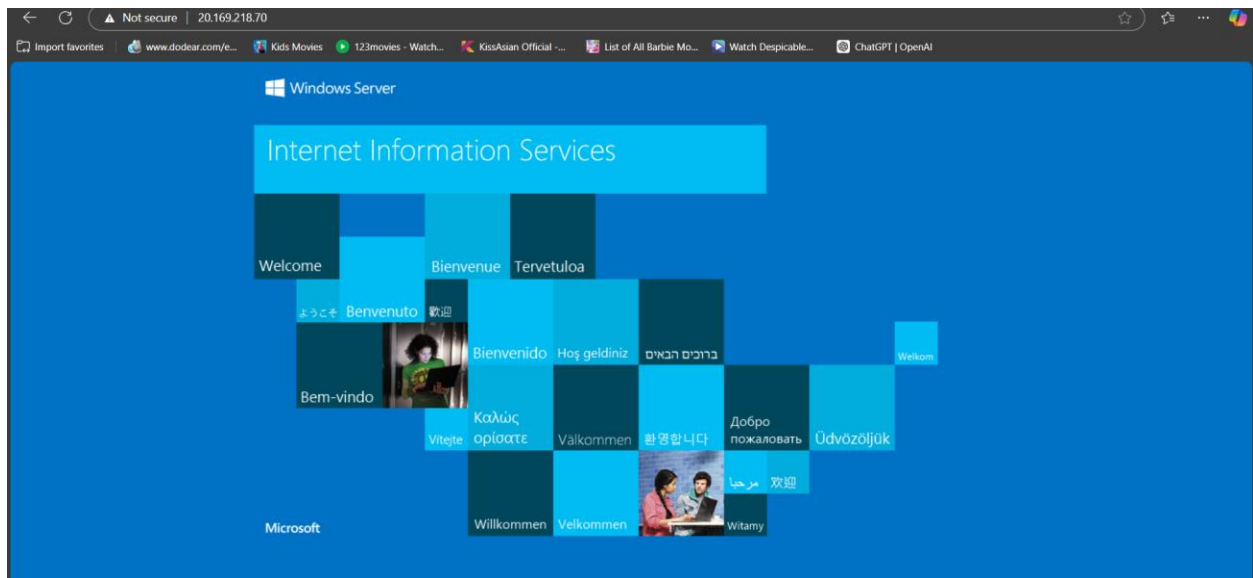 Not secure 20.169.218.70
Import favorites www.dodear.com/e... Kids Movies 123movies - Watch... KissAsian Official -... List of All Barbie Mo... Watch Despicable... ChatGPT | OpenAI
Windows Server
Internet Information Services
Welcome Bienvenue Tervetuloa
ようこそ Benvenuto 歡迎
Bienvenido Hoş geldiniz ברוכים הבאים Welkom
Bem-vindo
Καλώς
ορίσατε
Vítejte Välkommen 환영합니다 Добро
пожаловать Üdvözöljük
مرحبا 欢迎
Microsoft Willkommen Velkommen Witamy